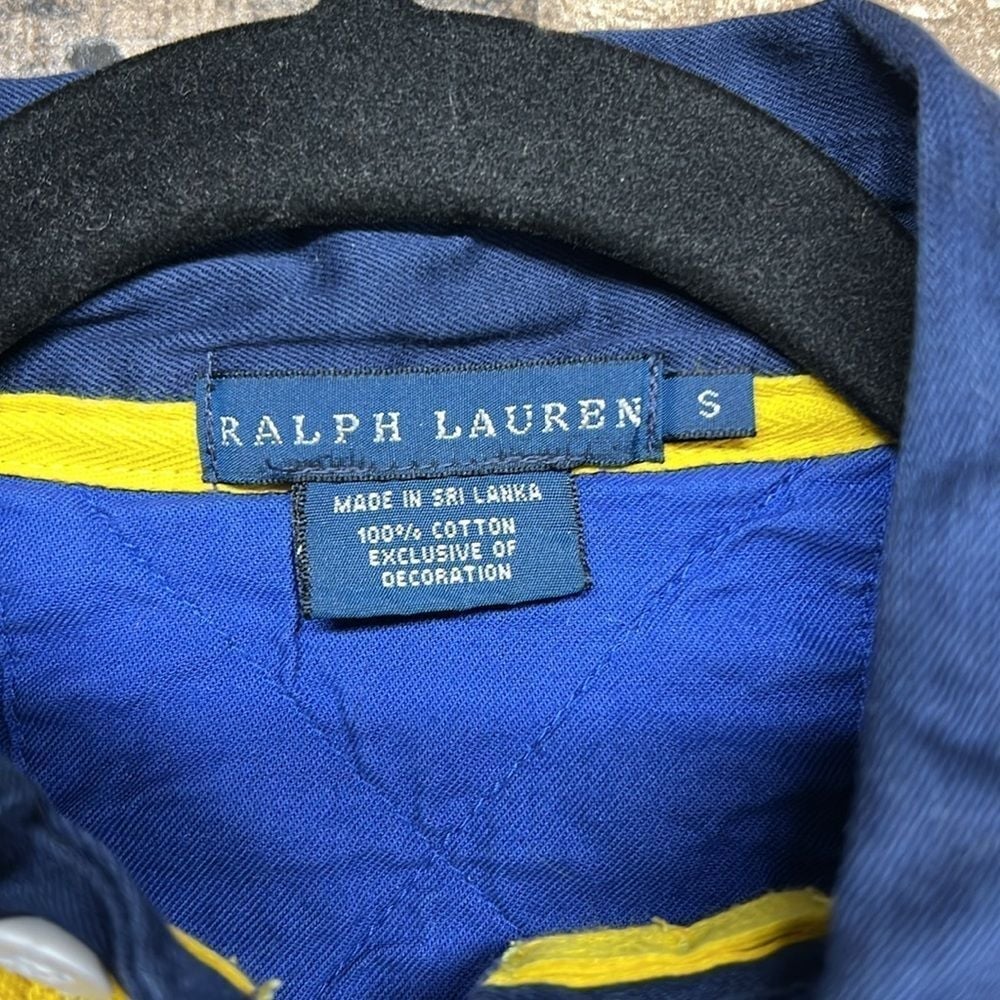 RALPH LAUREN
S
MADE IN SRI LANKA
100% COTTON
EXCLUSIVE OF
DECORATION